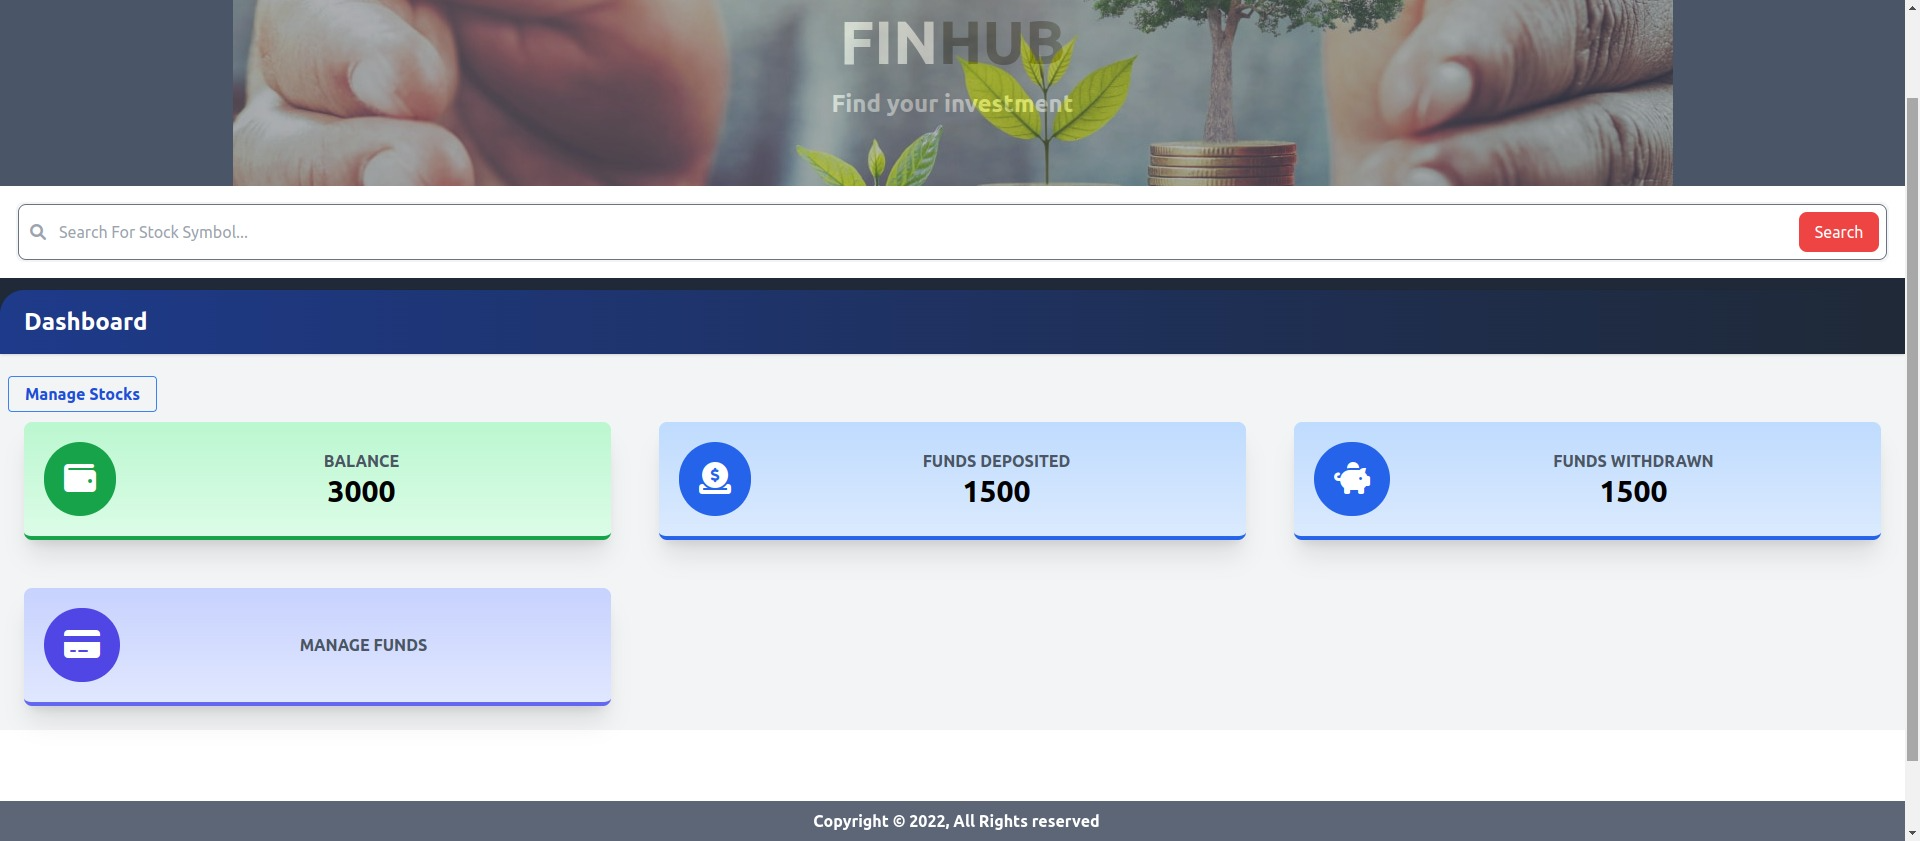 FINHUB
Find your investment
Search For Stock Symbol...
Search
Dashboard
Manage Stocks
BALANCE
3000
FUNDS DEPOSITED
1500
FUNDS WITHDRAWN
1500
MANAGE FUNDS
Copyright © 2022, All Rights reserved